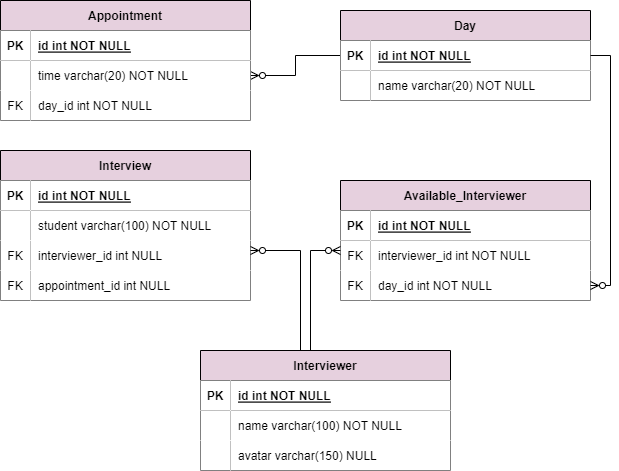 Appointment
PK id int NOT NULL
time varchar(20) NOT NULL
FK day_id int NOT NULL
Day
PK id int NOT NULL
name varchar(20) NOT NULL
Interview
PK id int NOT NULL
student varchar(100) NOT NULL
FK interviewer_id int NULL
FK appointment_id int NULL
Available_Interviewer
PK id int NOT NULL
FK interviewer_id int NOT NULL
FK day_id int NOT NULL
Interviewer
PK id int NOT NULL
name varchar(100) NOT NULL
avatar varchar(150) NULL